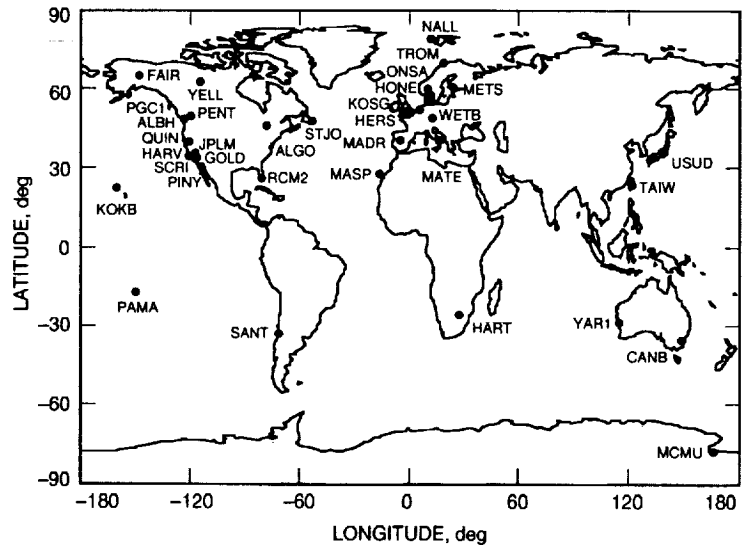 90
60
30
0
−30
−60
−90
LATITUDE, deg
NALL
TROM
ONSA
HONE
METS
KOSG
HERS
WETB
MADR
MASP
MATE
FAIR
YELL
PGC1
PENT
ALBH
QUIN
JPLM
HARV
GOLD
SCRI
PINY
STJO
ALGO
RCM2
KOKB
USUD
TAIW
PAMA
SANT
HART
YAR1
CANB
MCMU
−180
−120
−60
0
60
120
180
LONGITUDE, deg